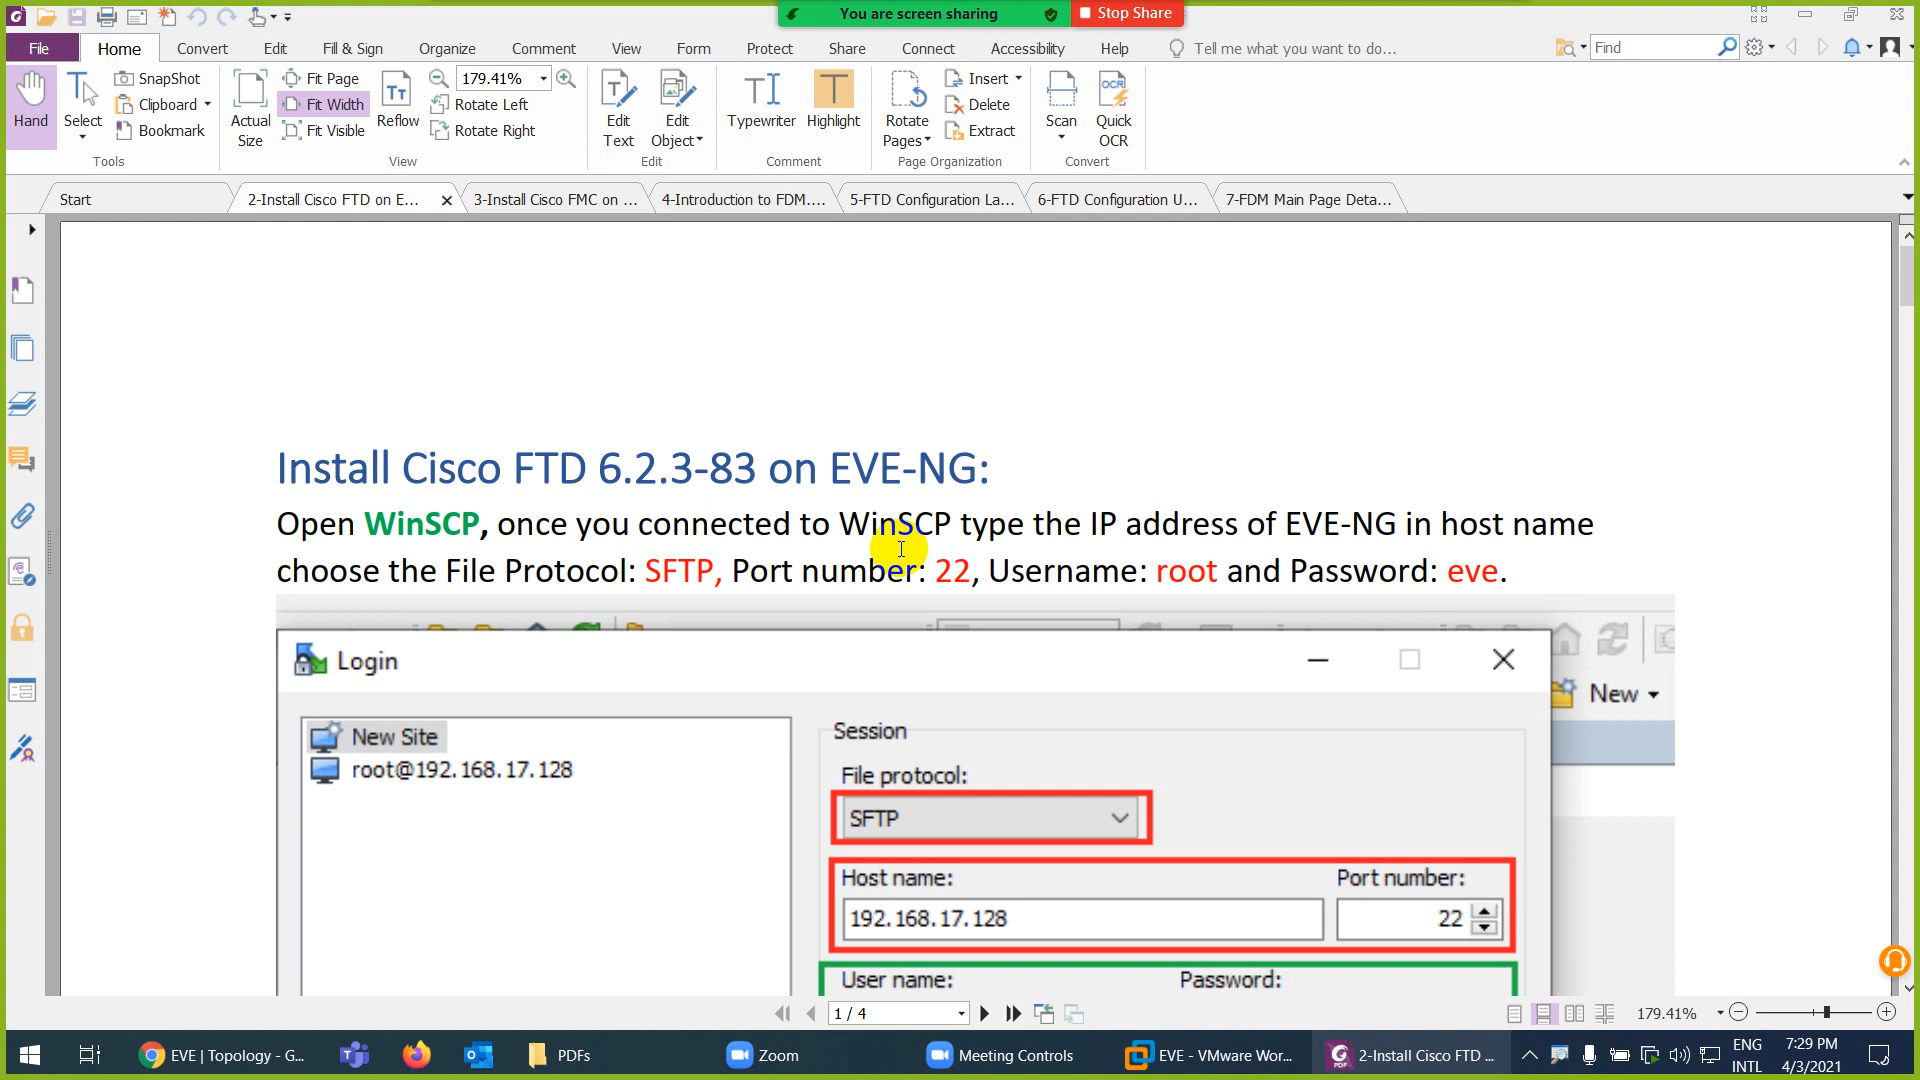 You are screen sharing
Stop Share
File
Home
Convert
Edit
Fill & Sign
Organize
Comment
View
Form
Protect
Share
Connect
Accessibility
Help
Tell me what you want to do...
Find
Hand
Select
SnapShot
Clipboard
Bookmark
Tools
Actual
Size
Fit Page
Fit Width
Fit Visible
Reflow
179.41%
Rotate Left
Rotate Right
View
Edit
Text
Edit
Object
Edit
Typewriter
Highlight
Comment
Rotate
Pages
Insert
Delete
Extract
Page Organization
Scan
Quick
OCR
Convert
Start
2-Install Cisco FTD on E...
3-Install Cisco FMC on ...
4-Introduction to FDM....
5-FTD Configuration La...
6-FTD Configuration U...
7-FDM Main Page Deta...
Install Cisco FTD 6.2.3-83 on EVE-NG:
Open WinSCP, once you connected to WinSCP type the IP address of EVE-NG in host name
choose the File Protocol: SFTP, Port number: 22, Username: root and Password: eve.
Login
New
New Site
root@192.168.17.128
Session
File protocol:
SFTP
Host name:
Port number:
192.168.17.128
22
User name:
Password:
1 / 4
179.41%
EVE | Topology - G...
PDFs
Zoom
Meeting Controls
EVE - VMware Wor...
2-Install Cisco FTD ...
ENG
INTL
7:29 PM
4/3/2021